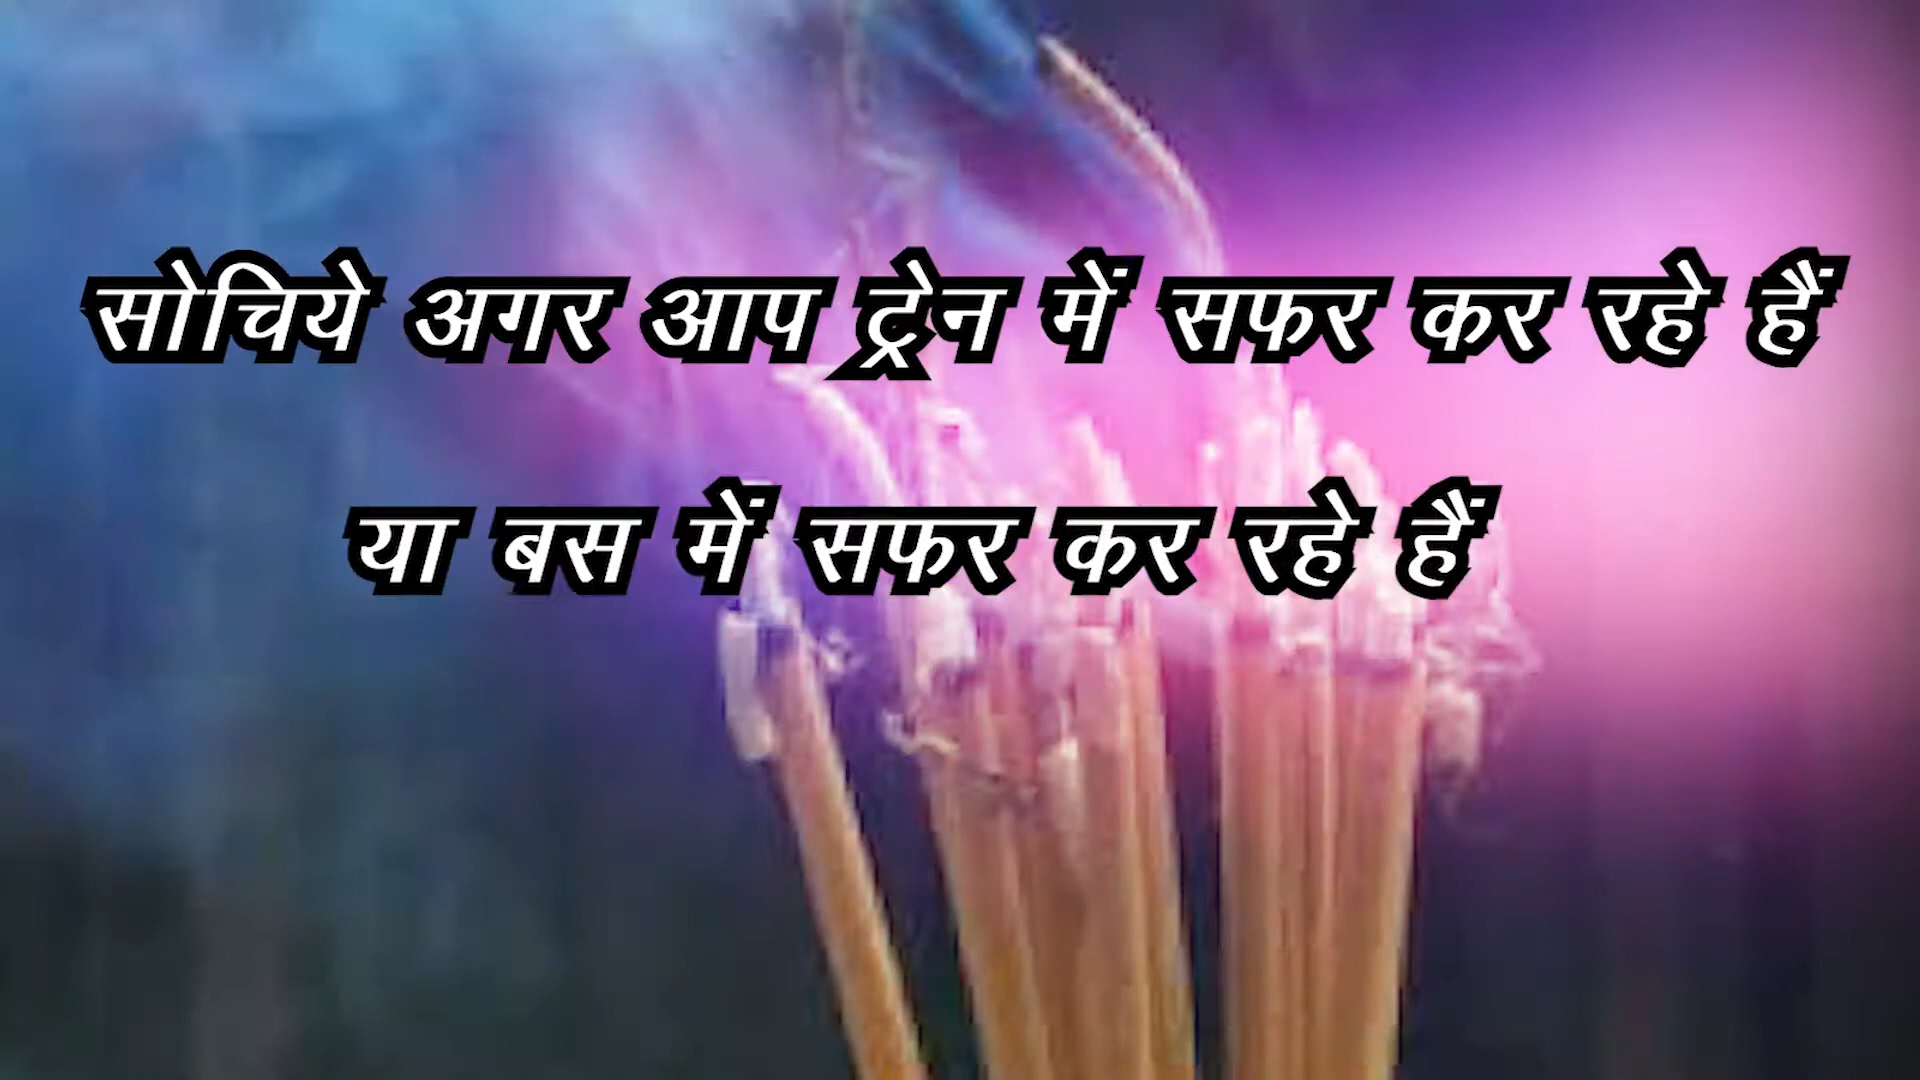 सोचिये अगर आप ट्रेन में सफर कर रहे हैं
या बस में सफर कर रहे हैं